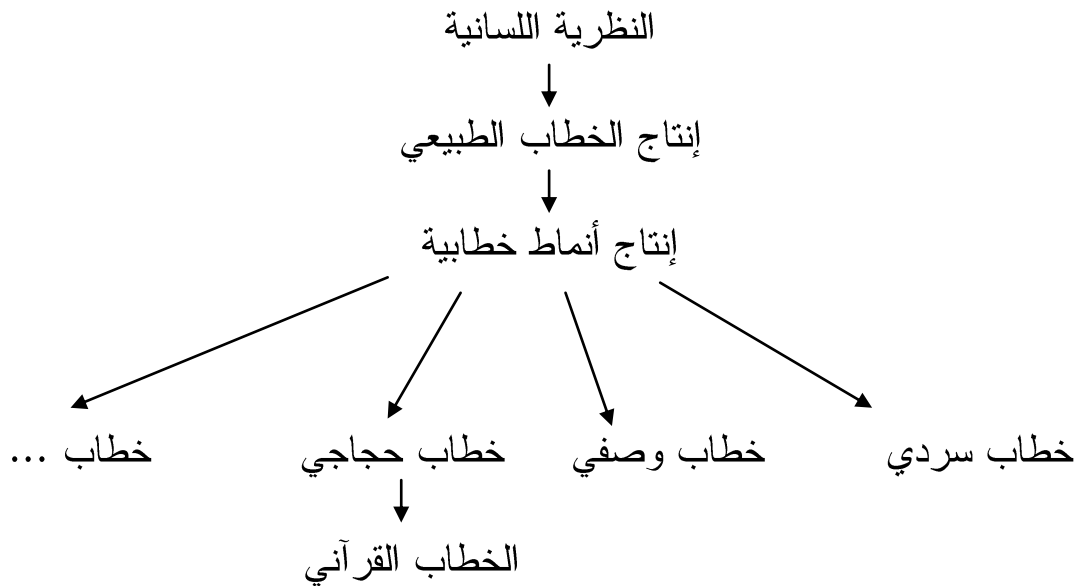 النظرية اللسانية
إنتاج الخطاب الطبيعي
إنتاج أنماط خطابية
خطاب سردي خطاب وصفي خطاب حجاجي خطاب ...
الخطاب القرآني